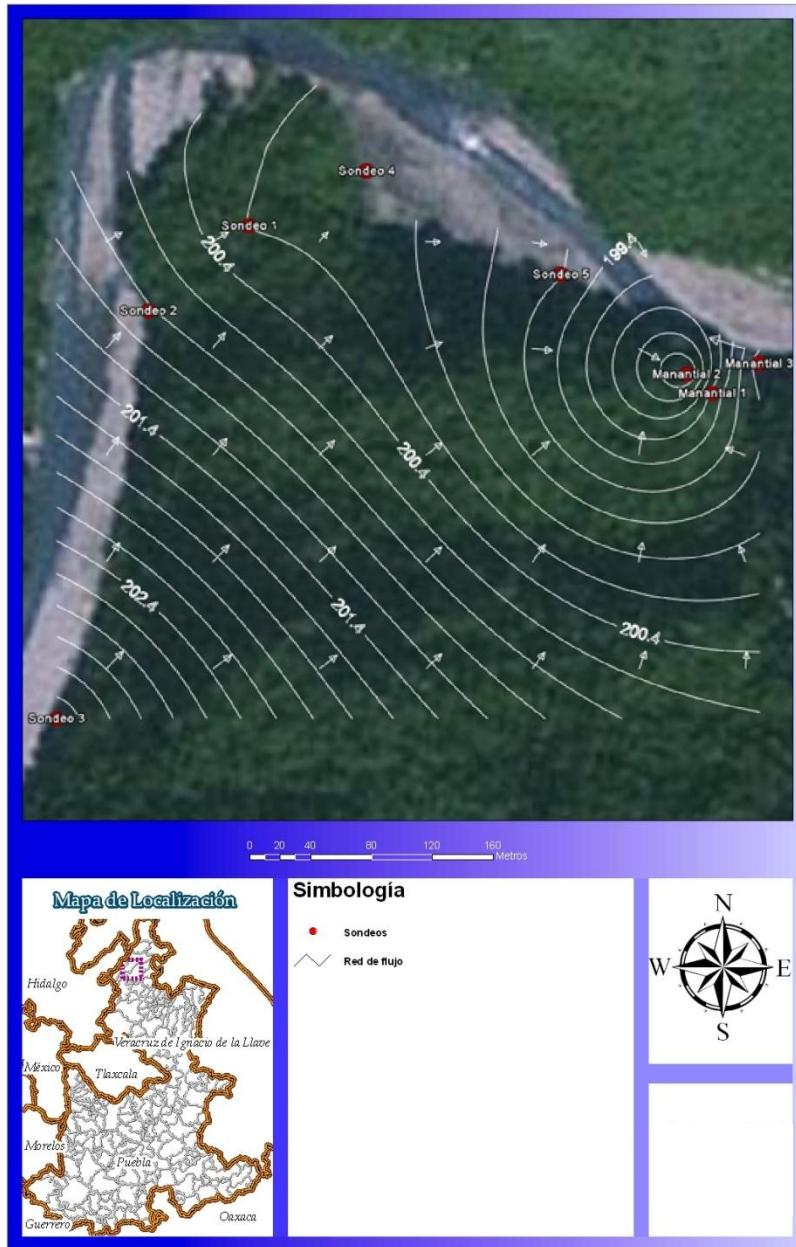 Sondeo 4
Sondeo 1
200.4
199.4
Sondeo 5
Sondeo 2
Manantial 3
Manantial 2
Manantial 1
201.4
200.4
202.4
201.4
200.4
Sondeo 3
0 20 40 80 120 160
Metros
Mapa de Localización
Hidalgo
Veracruz de Ignacio de la Llave
México
Tlaxcala
Morelos
Puebla
Guerrero
Oaxaca
Simbología
Sondeos
Red de flujo
N
W E
S